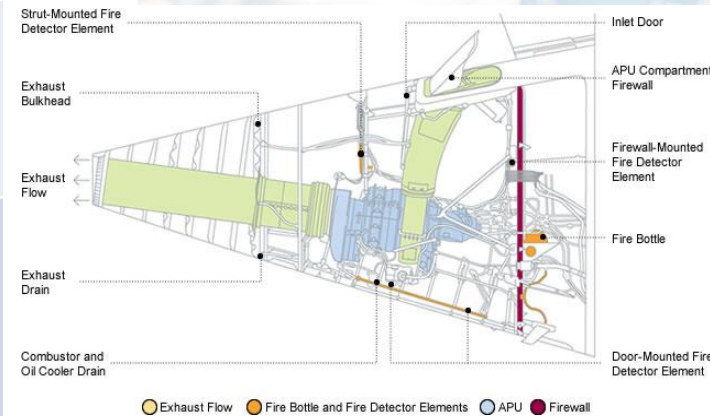 Strut-Mounted Fire
Detector Element
Inlet Door
APU Compartment
Firewall
Exhaust
Bulkhead
Firewall-Mounted
Fire Detector
Element
Exhaust
Flow
Fire Bottle
Exhaust
Drain
Combustor and
Oil Cooler Drain
Door-Mounted Fire
Detector Element
Exhaust Flow
Fire Bottle and Fire Detector Elements
APU
Firewall